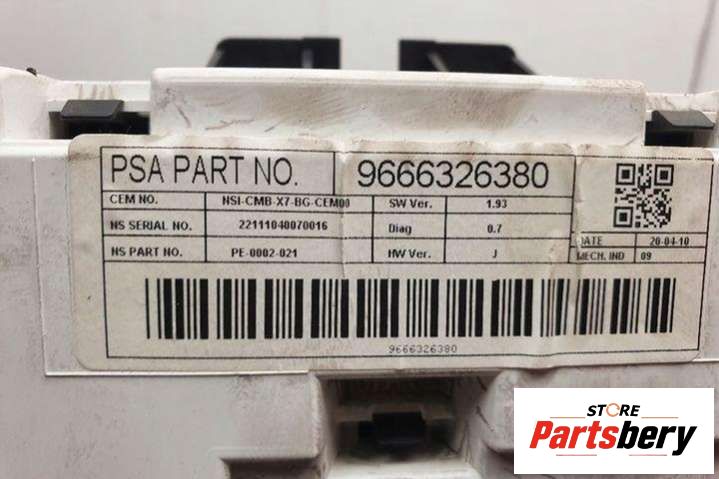 PSA PART NO. 9666326380
CEM NO. NSI-CMB-X7-BG-CEM00 SW Ver. 1.93
NS SERIAL NO. 22111040070016 Diag 0.7
NS PART NO. PE-0002-021 HW Ver. J
DATE 20-04-10
MECH. IND 09
9666326380
STORE
Partsbery